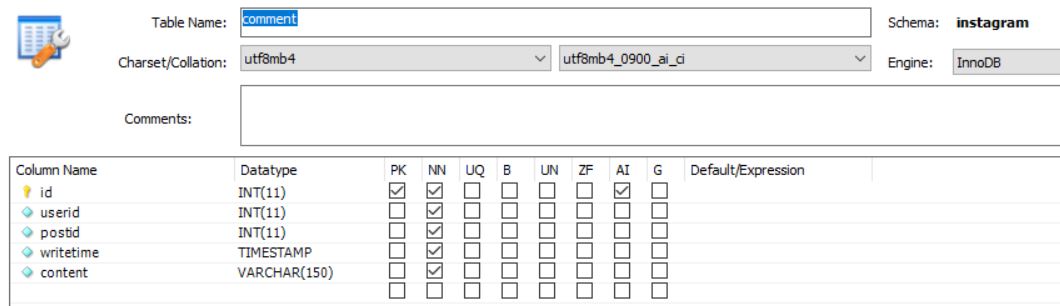 Table Name: comment Schema: instagram
Charset/Collation: utf8mb4 utf8mb4_0900_ai_ci Engine: InnoDB
Comments:
Column Name Datatype PK NN UQ B UN ZF AI G Default/Expression
id INT(11)
userid INT(11)
postid INT(11)
writetime TIMESTAMP
content VARCHAR(150)